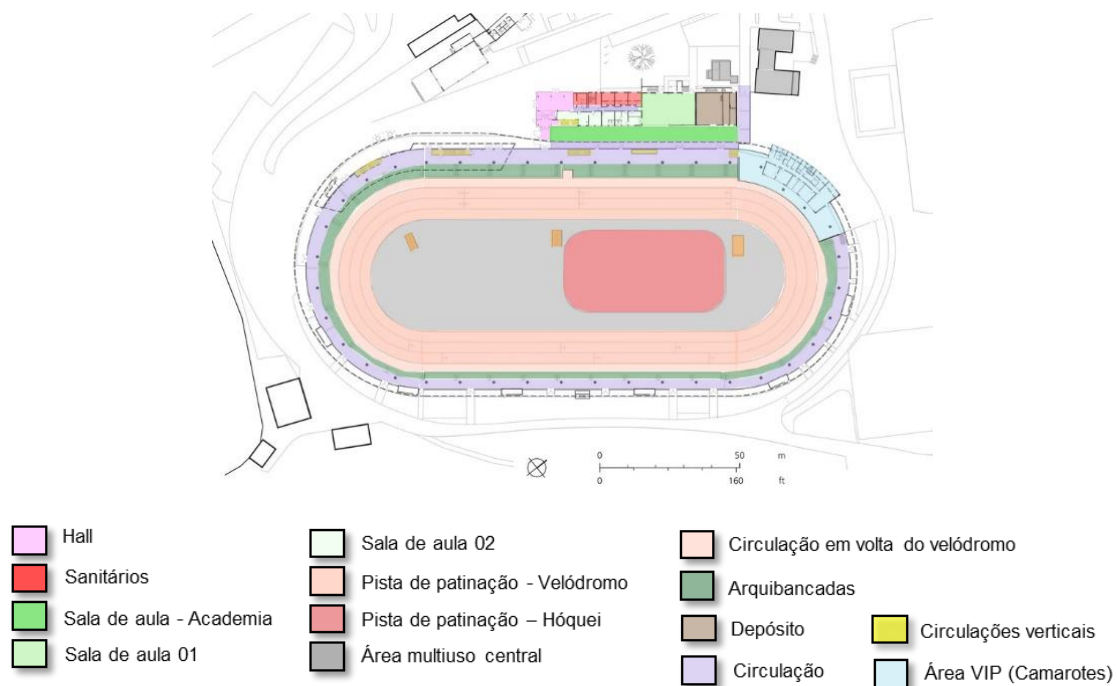 0 50 m
0 160 ft
Hall
Sanitários
Sala de aula - Academia
Sala de aula 01
Sala de aula 02
Pista de patinação - Velódromo
Pista de patinação – Hóquei
Área multiuso central
Circulação em volta do velódromo
Arquibancadas
Depósito
Circulação
Circulações verticais
Área VIP (Camarotes)